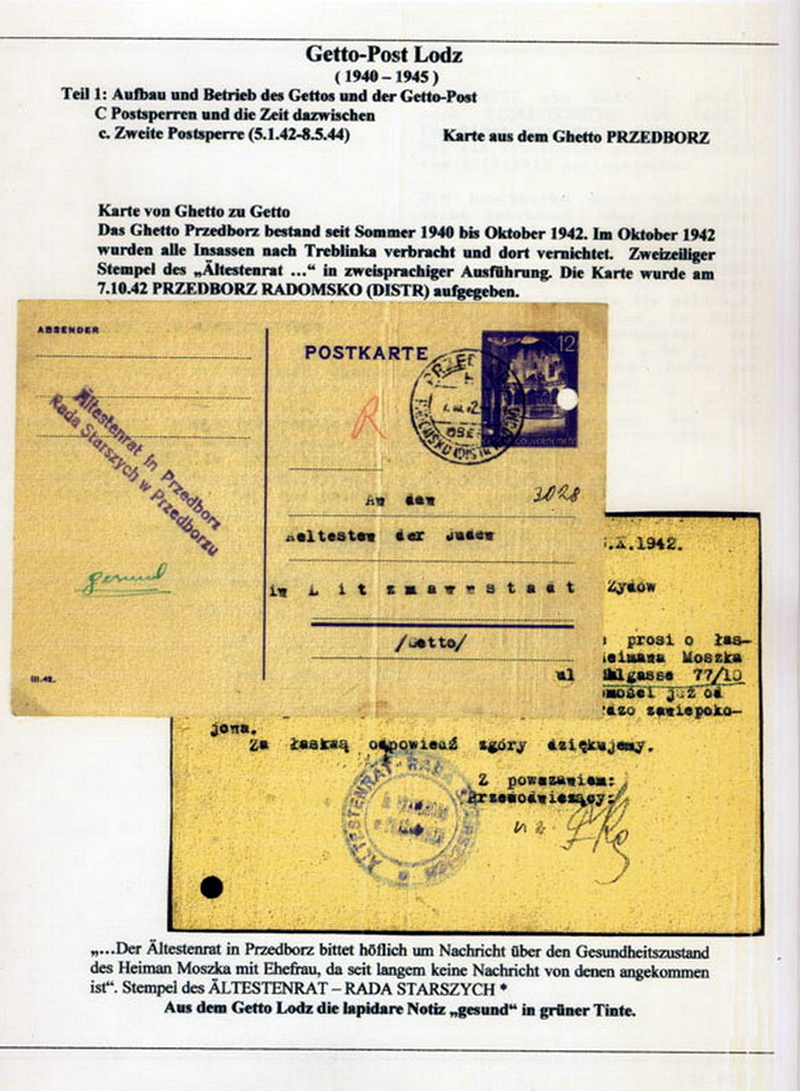 Getto-Post Lodz
( 1940 – 1945 )
Teil 1: Aufbau und Betrieb des Gettos und der Getto-Post
C Postsperren und die Zeit dazwischen
c. Zweite Postsperre (5.1.42-8.5.44) Karte aus dem Ghetto PRZEDBORZ
Karte von Ghetto zu Getto
Das Ghetto Przedborz bestand seit Sommer 1940 bis Oktober 1942. Im Oktober 1942
wurden alle Insassen nach Treblinka verbracht und dort vernichtet. Zweizeiliger
Stempel des „Ältestenrat ...“ in zweisprachiger Ausführung. Die Karte wurde am
7.10.42 PRZEDBORZ RADOMSKO (DISTR) aufgegeben.
ABSENDER
POSTKARTE
12
R
Ältestenrat in Przedborz
Rada Starszych w Przedborzu
gesund
III.42.
3028
An den
Aeltesten der Juden
in Litzmannstadt
/Getto/
.X.1942.
Zydów
prosi o łas-
Heimana Moszka
gasse 77/10
już od
zaniepoko-
jona.
Za łaskaą odpowiedź zgóry dziękujemy.
Z poważaniem:
Przewodniczący:
ÄLTESTENRAT - RADA STARSZYCH
„...Der Ältestenrat in Przedborz bittet höflich um Nachricht über den Gesundheitszustand
des Heiman Moszka mit Ehefrau, da seit langem keine Nachricht von denen angekommen
ist“. Stempel des ÄLTESTENRAT – RADA STARSZYCH *
Aus dem Getto Lodz die lapidare Notiz „gesund“ in grüner Tinte.